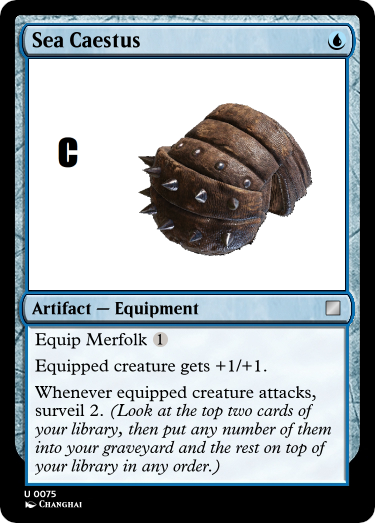 Sea Caestus
C
Artifact — Equipment
Equip Merfolk 1
Equipped creature gets +1/+1.
Whenever equipped creature attacks,
surveil 2. (Look at the top two cards of
your library, then put any number of them
into your graveyard and the rest on top of
your library in any order.)
U 0075
CHANGHAI